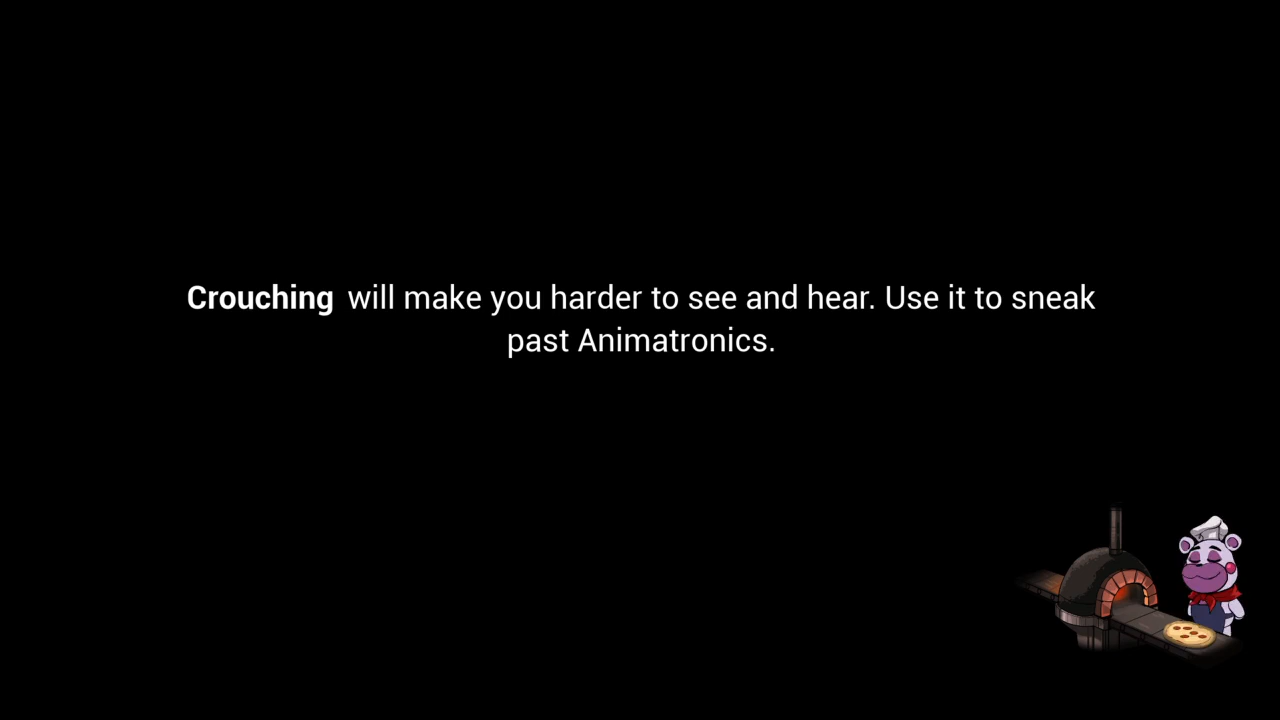 Crouching will make you harder to see and hear. Use it to sneak
past Animatronics.